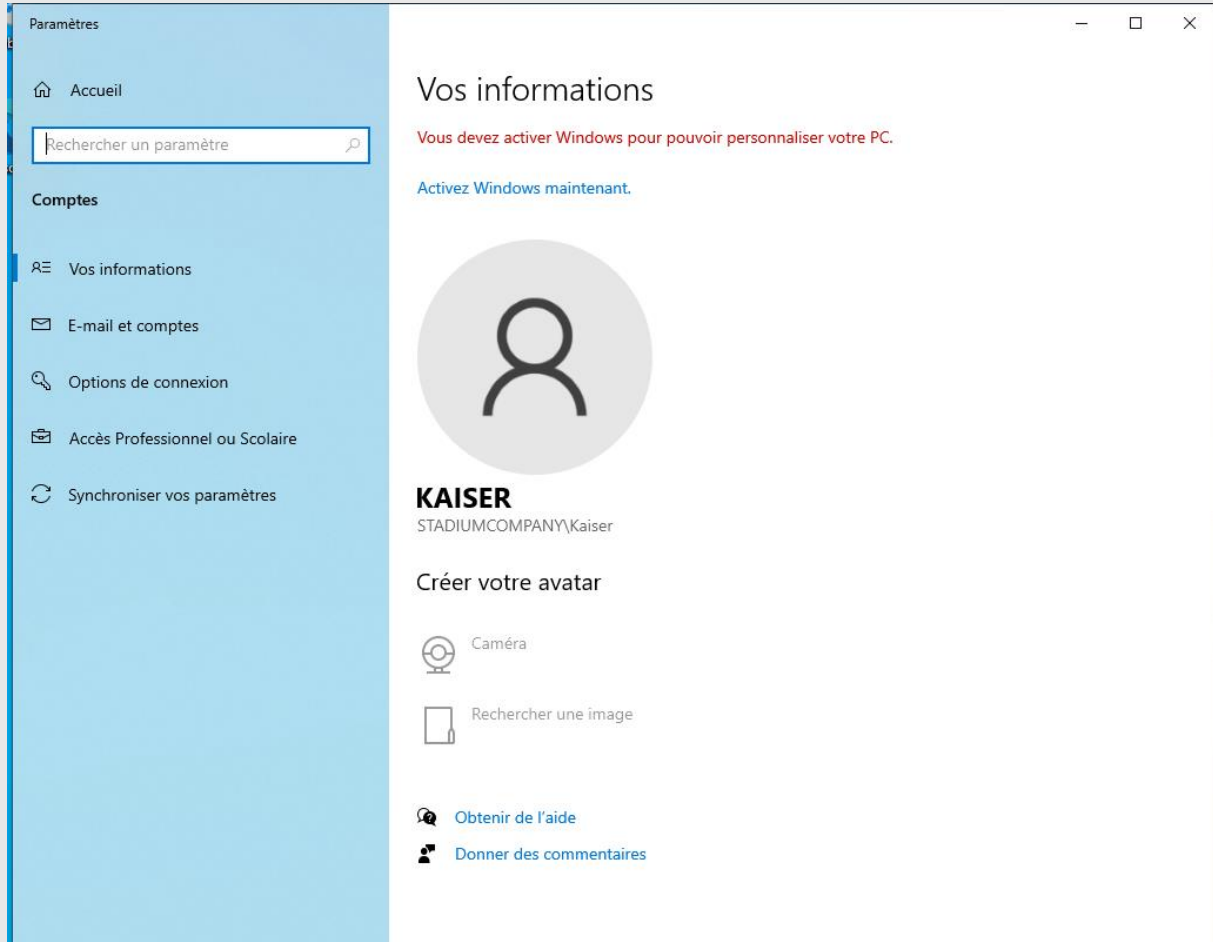 Paramètres
Accueil
Rechercher un paramètre
Comptes
Vos informations
E-mail et comptes
Options de connexion
Accès Professionnel ou Scolaire
Synchroniser vos paramètres
Vos informations
Vous devez activer Windows pour pouvoir personnaliser votre PC.
Activez Windows maintenant.
KAISER
STADIUMCOMPANY\Kaiser
Créer votre avatar
Caméra
Rechercher une image
Obtenir de l'aide
Donner des commentaires